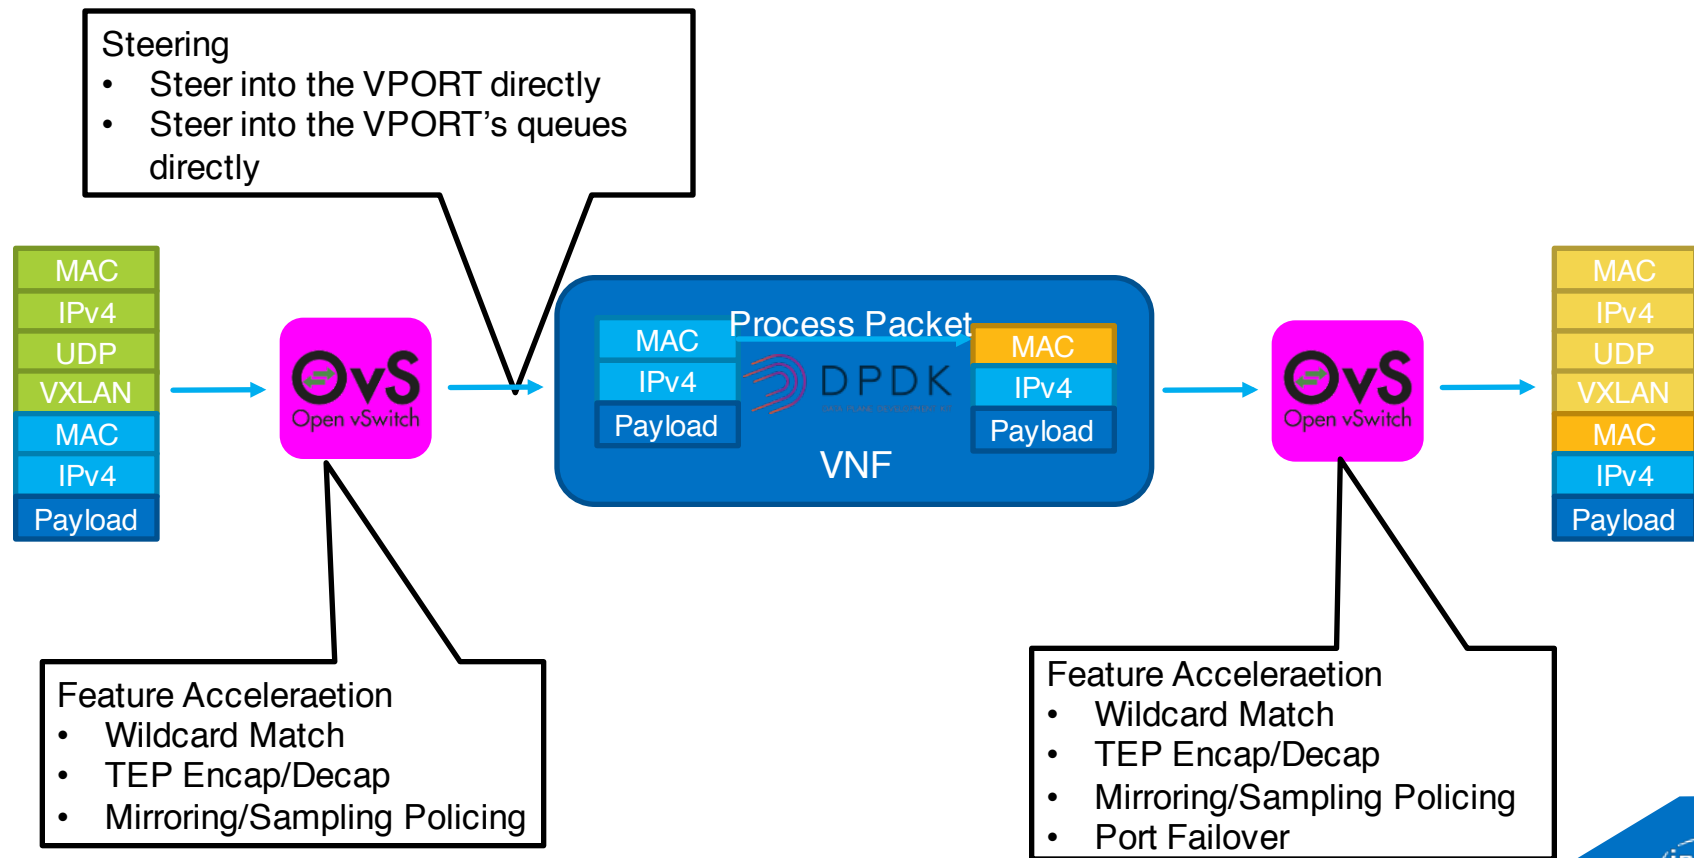 Steering
• Steer into the VPORT directly
• Steer into the VPORT's queues
directly
MAC
IPv4
UDP
VXLAN
MAC
IPv4
Payload
OvS
Open vSwitch
Process Packet
MAC
IPv4
Payload
DPDK
MAC
IPv4
Payload
VNF
OvS
Open vSwitch
MAC
IPv4
UDP
VXLAN
MAC
IPv4
Payload
Feature Acceleraetion
• Wildcard Match
• TEP Encap/Decap
• Mirroring/Sampling Policing
Feature Acceleraetion
• Wildcard Match
• TEP Encap/Decap
• Mirroring/Sampling Policing
• Port Failover